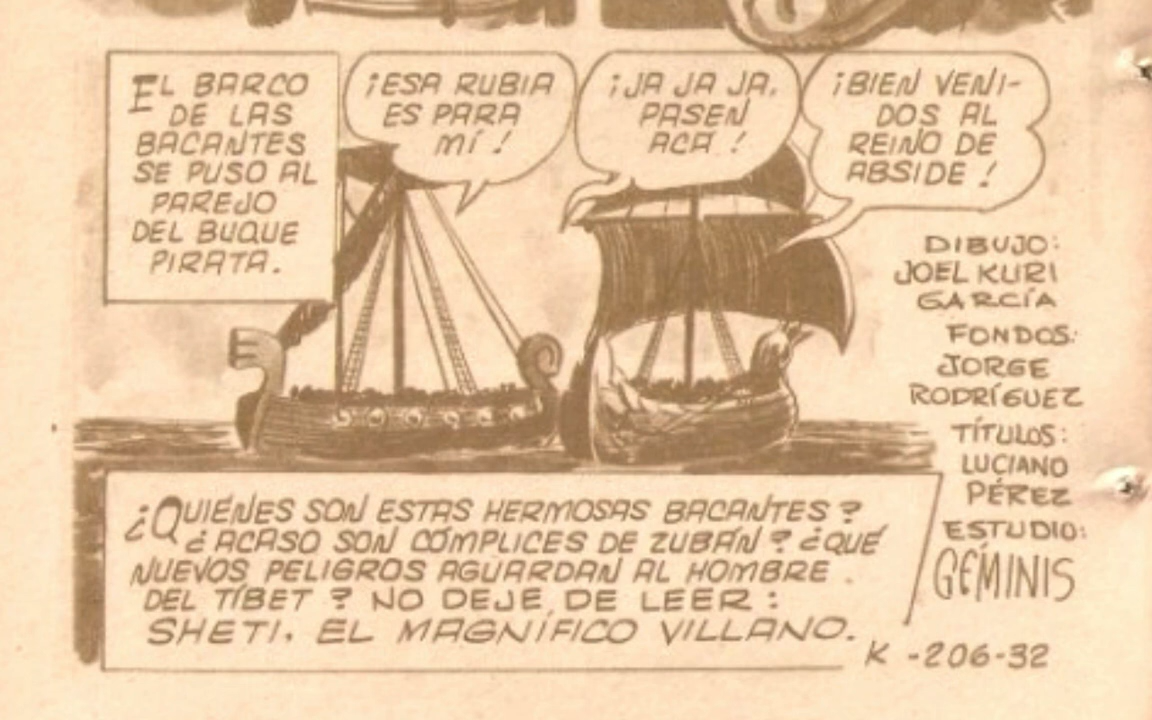 EL BARCO
DE LAS
BACANTES
SE PUSO AL
PAREJO
DEL BUQUE
PIRATA.
¡ESA RUBIA
ES PARA
MÍ!
¡JA JA JA,
PASEN
ACÁ!
¡BIEN VENI-
DOS AL
REINO DE
ABSIDE!
DIBUJO:
JOEL KURI
GARCÍA
FONDOS:
JORGE
RODRÍGUEZ
TÍTULOS:
LUCIANO
PÉREZ
ESTUDIO:
GÉMINIS
¿QUIÉNES SON ESTAS HERMOSAS BACANTES?
¿ACASO SON CÓMPLICES DE ZUBÁN? ¿QUÉ
NUEVOS PELIGROS AGUARDAN AL HOMBRE
DEL TÍBET? NO DEJE DE LEER:
SHETI, EL MAGNÍFICO VILLANO.
K-206-32